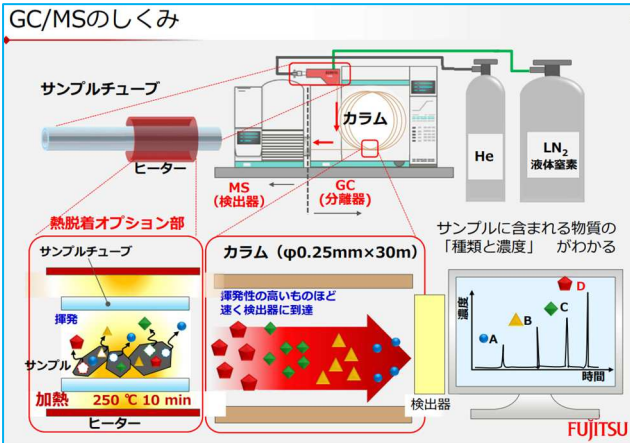 GC/MSのしくみ
サンプルチューブ
ヒーター
カラム
MS
(検出器)
GC
(分離器)
He
LN2
液体窒素
熱脱着オプション部
サンプルチューブ
揮発
サンプル
加熱 250 ℃ 10 min
ヒーター
カラム（φ0.25mm×30m）
揮発性の高いものほど
速く検出器に到達
検出器
サンプルに含まれる物質の
「種類と濃度」 がわかる
濃度
A
B
C
D
時間
FUJITSU